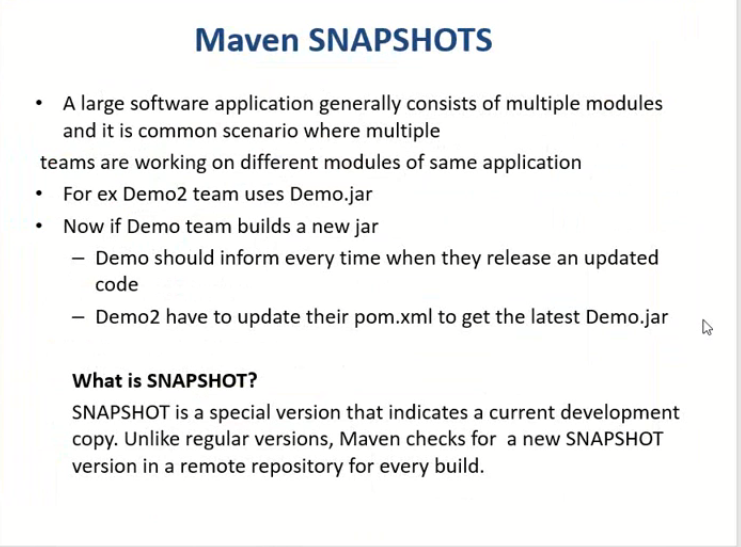 Maven SNAPSHOTS
• A large software application generally consists of multiple modules
and it is common scenario where multiple
teams are working on different modules of same application
• For ex Demo2 team uses Demo.jar
• Now if Demo team builds a new jar
– Demo should inform every time when they release an updated
code
– Demo2 have to update their pom.xml to get the latest Demo.jar
What is SNAPSHOT?
SNAPSHOT is a special version that indicates a current development
copy. Unlike regular versions, Maven checks for a new SNAPSHOT
version in a remote repository for every build.